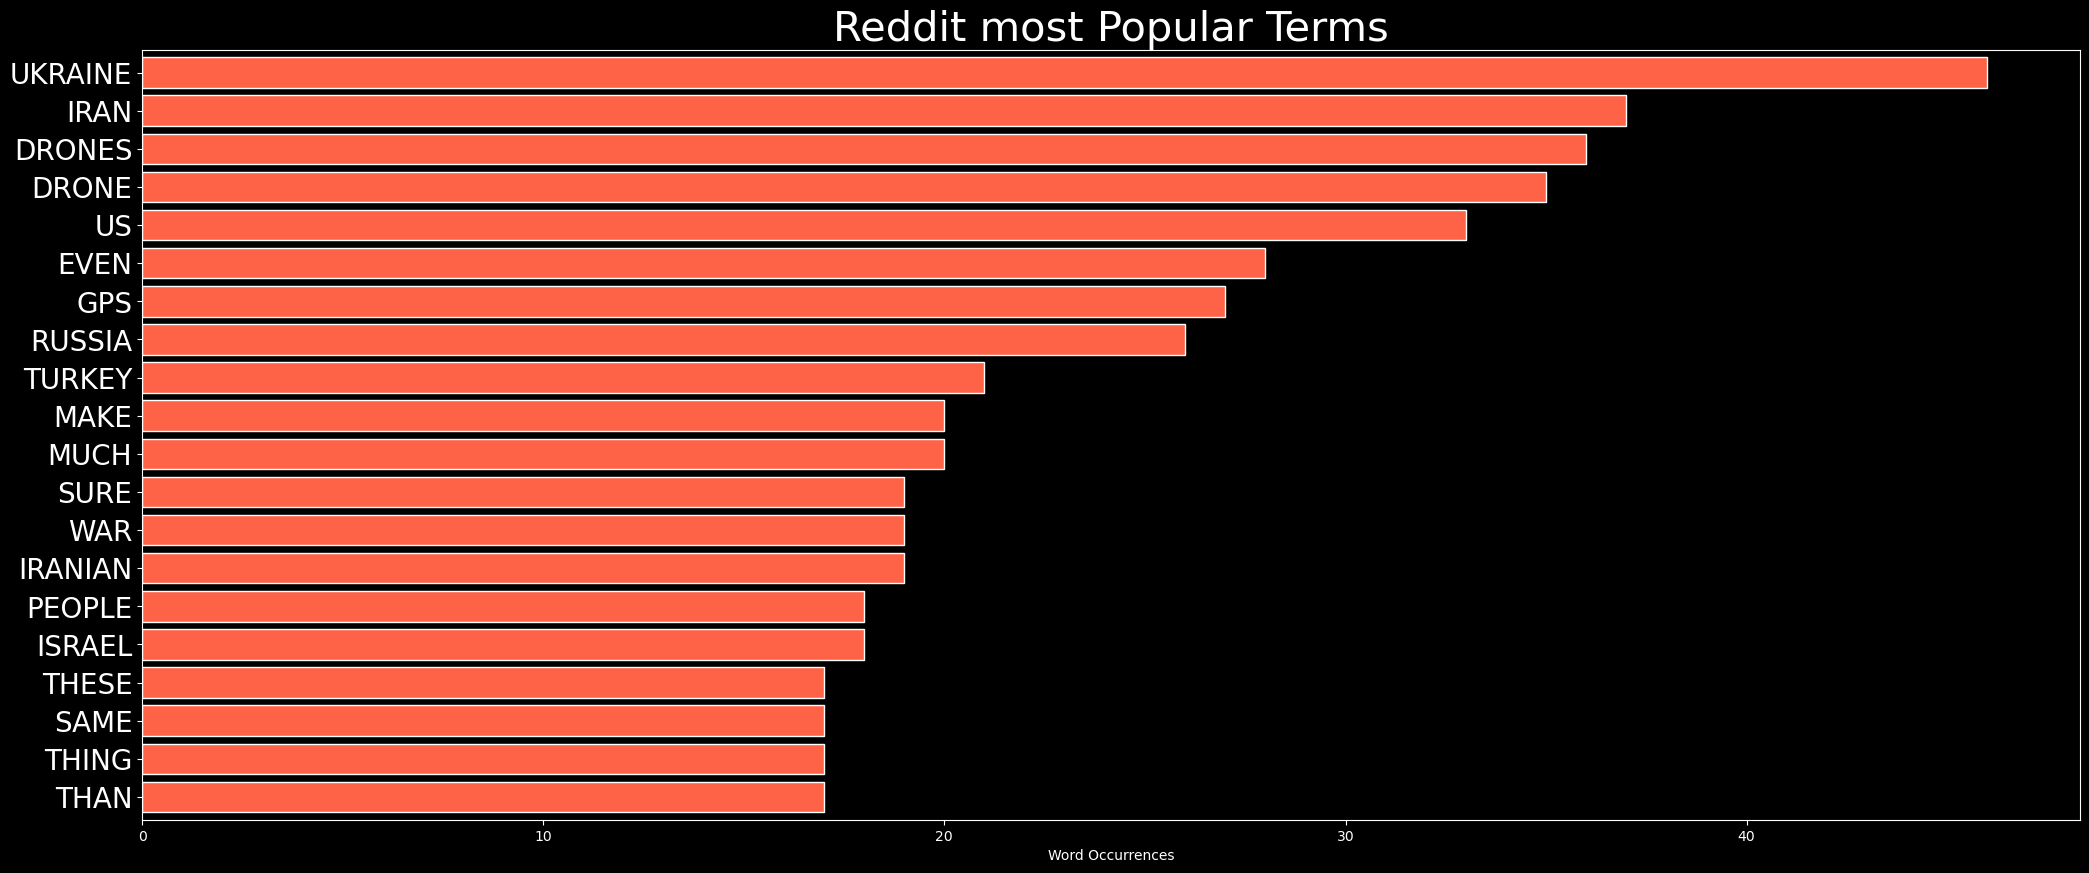 Reddit most Popular Terms
UKRAINE
IRAN
DRONES
DRONE
US
EVEN
GPS
RUSSIA
TURKEY
MAKE
MUCH
SURE
WAR
IRANIAN
PEOPLE
ISRAEL
THESE
SAME
THING
THAN
0 10 20 30 40
Word Occurrences